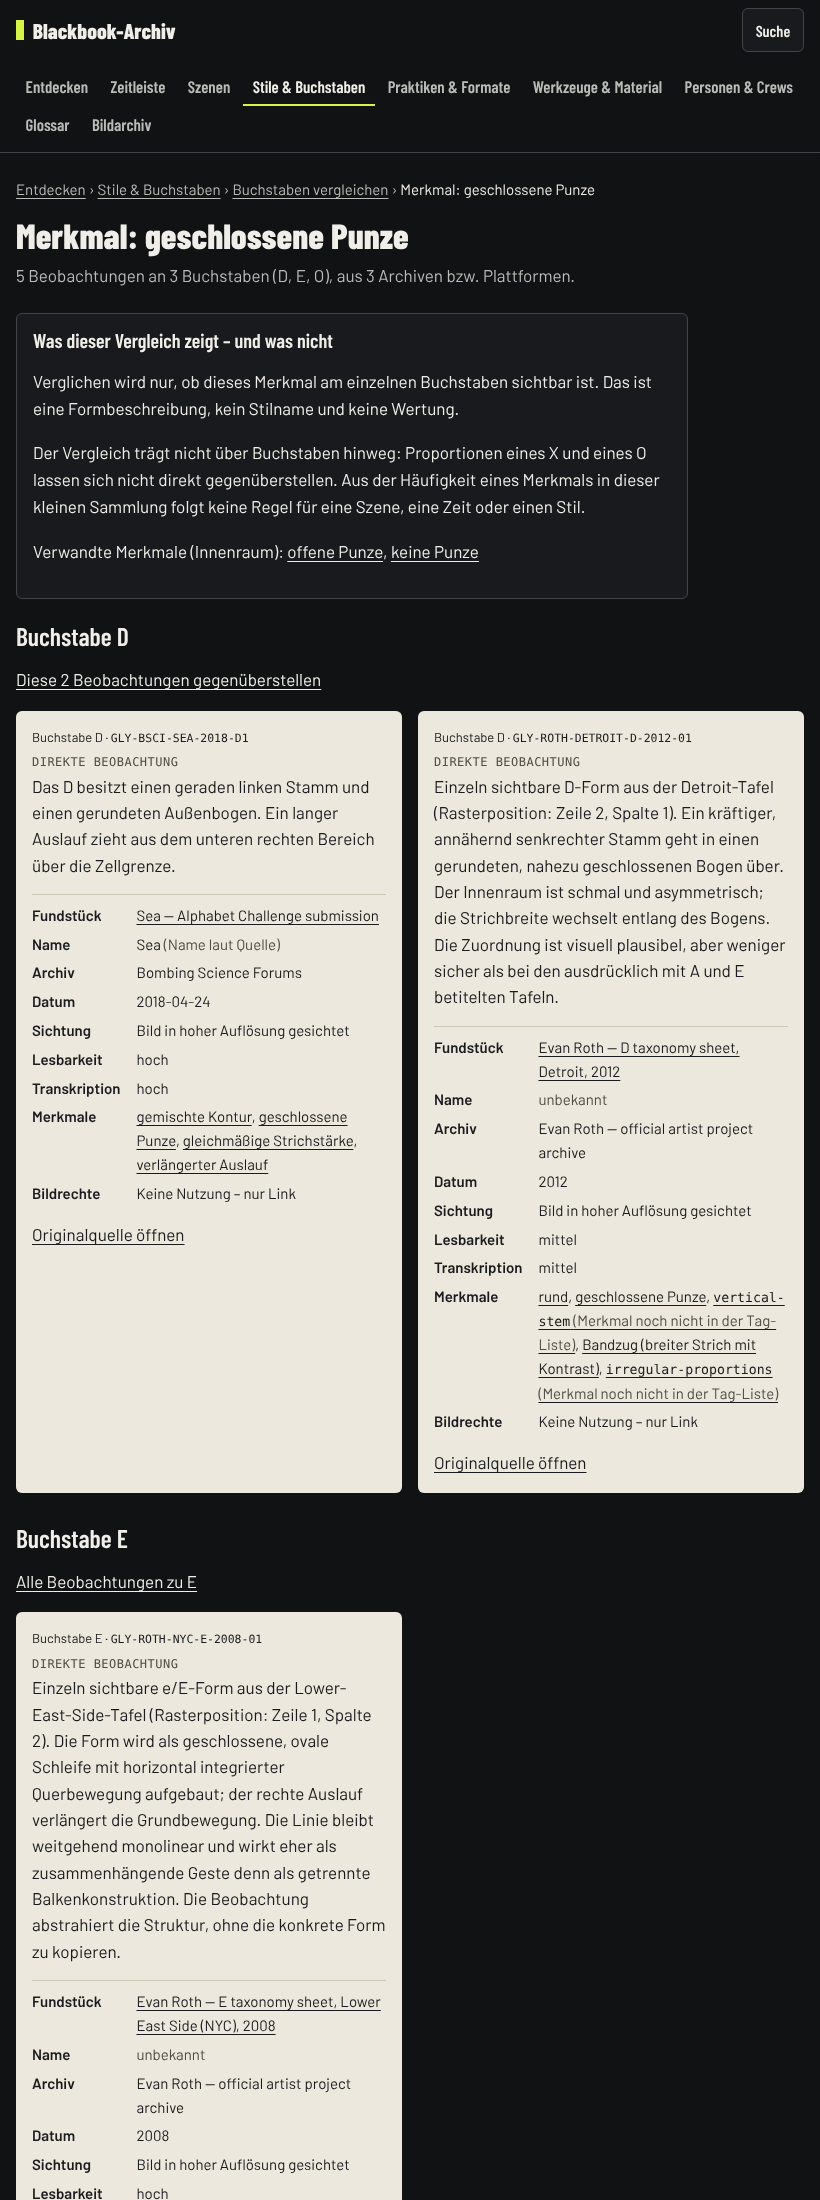 Blackbook-Archiv
Suche
Entdecken Zeitleiste Szenen Stile & Buchstaben Praktiken & Formate Werkzeuge & Material Personen & Crews
Glossar Bildarchiv
Entdecken › Stile & Buchstaben › Buchstaben vergleichen › Merkmal: geschlossene Punze
Merkmal: geschlossene Punze
5 Beobachtungen an 3 Buchstaben (D, E, O), aus 3 Archiven bzw. Plattformen.
Was dieser Vergleich zeigt – und was nicht
Verglichen wird nur, ob dieses Merkmal am einzelnen Buchstaben sichtbar ist. Das ist
eine Formbeschreibung, kein Stilname und keine Wertung.
Der Vergleich trägt nicht über Buchstaben hinweg: Proportionen eines X und eines O
lassen sich nicht direkt gegenüberstellen. Aus der Häufigkeit eines Merkmals in dieser
kleinen Sammlung folgt keine Regel für eine Szene, eine Zeit oder einen Stil.
Verwandte Merkmale (Innenraum): offene Punze, keine Punze
Buchstabe D
Diese 2 Beobachtungen gegenüberstellen
Buchstabe D · GLY-BSCI-SEA-2018-D1
DIREKTE BEOBACHTUNG
Das D besitzt einen geraden linken Stamm und
einen gerundeten Außenbogen. Ein langer
Auslauf zieht aus dem unteren rechten Bereich
über die Zellgrenze.
Fundstück Sea — Alphabet Challenge submission
Name Sea (Name laut Quelle)
Archiv Bombing Science Forums
Datum 2018-04-24
Sichtung Bild in hoher Auflösung gesichtet
Lesbarkeit hoch
Transkription hoch
Merkmale gemischte Kontur, geschlossene
Punze, gleichmäßige Strichstärke,
verlängerter Auslauf
Bildrechte Keine Nutzung – nur Link
Originalquelle öffnen
Buchstabe D · GLY-ROTH-DETROIT-D-2012-01
DIREKTE BEOBACHTUNG
Einzeln sichtbare D-Form aus der Detroit-Tafel
(Rasterposition: Zeile 2, Spalte 1). Ein kräftiger,
annähernd senkrechter Stamm geht in einen
gerundeten, nahezu geschlossenen Bogen über.
Der Innenraum ist schmal und asymmetrisch;
die Strichbreite wechselt entlang des Bogens.
Die Zuordnung ist visuell plausibel, aber weniger
sicher als bei den ausdrücklich mit A und E
betitelten Tafeln.
Fundstück Evan Roth — D taxonomy sheet,
Detroit, 2012
Name unbekannt
Archiv Evan Roth — official artist project
archive
Datum 2012
Sichtung Bild in hoher Auflösung gesichtet
Lesbarkeit mittel
Transkription mittel
Merkmale rund, geschlossene Punze, vertical-
stem (Merkmal noch nicht in der Tag-
Liste), Bandzug (breiter Strich mit
Kontrast), irregular-proportions
(Merkmal noch nicht in der Tag-Liste)
Bildrechte Keine Nutzung – nur Link
Originalquelle öffnen
Buchstabe E
Alle Beobachtungen zu E
Buchstabe E · GLY-ROTH-NYC-E-2008-01
DIREKTE BEOBACHTUNG
Einzeln sichtbare e/E-Form aus der Lower-
East-Side-Tafel (Rasterposition: Zeile 1, Spalte
2). Die Form wird als geschlossene, ovale
Schleife mit horizontal integrierter
Querbewegung aufgebaut; der rechte Auslauf
verlängert die Grundbewegung. Die Linie bleibt
weitgehend monolinear und wirkt eher als
zusammenhängende Geste denn als getrennte
Balkenkonstruktion. Die Beobachtung
abstrahiert die Struktur, ohne die konkrete Form
zu kopieren.
Fundstück Evan Roth — E taxonomy sheet, Lower
East Side (NYC), 2008
Name unbekannt
Archiv Evan Roth — official artist project
archive
Datum 2008
Sichtung Bild in hoher Auflösung gesichtet
Lesbarkeit hoch